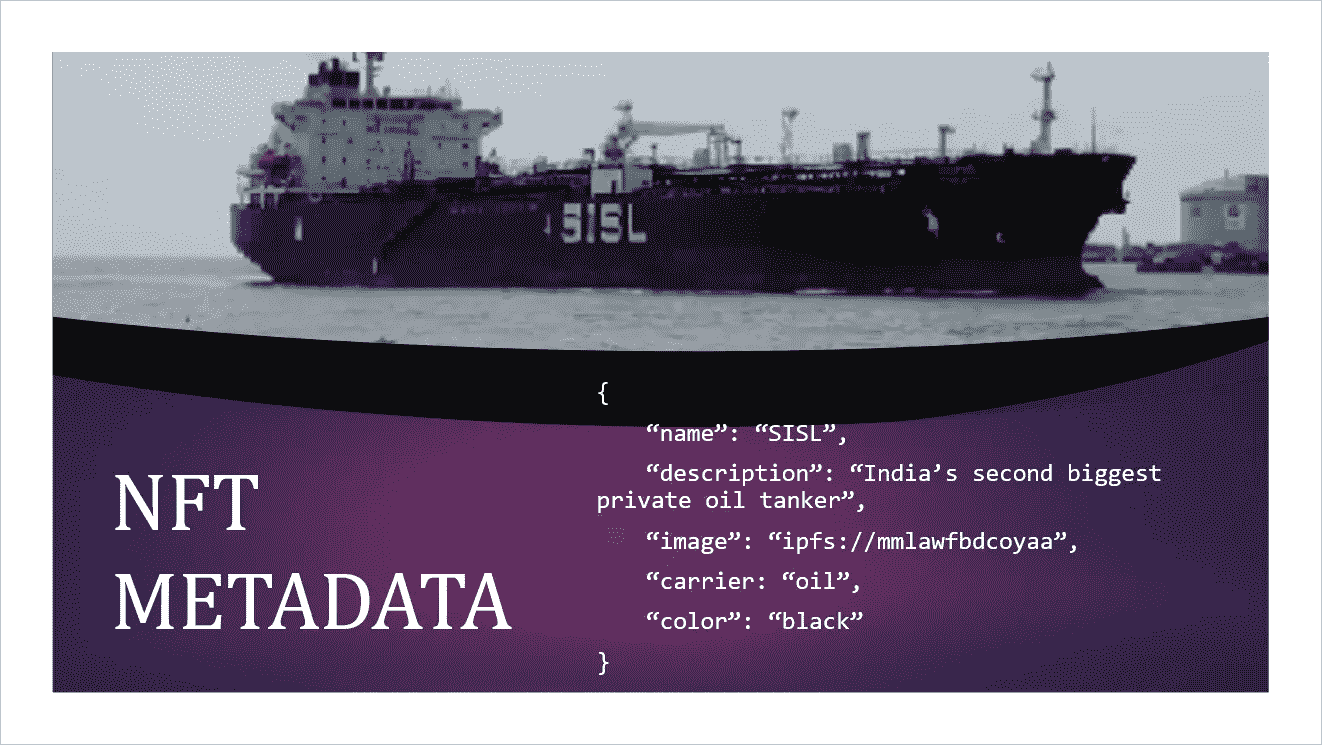 SISL
{
“name”: “SISL”,
“description”: “India’s second biggest
private oil tanker”,
“image”: “ipfs://mmlawfbdcoyaa”,
“carrier: “oil”,
“color”: “black”
}
NFT
METADATA